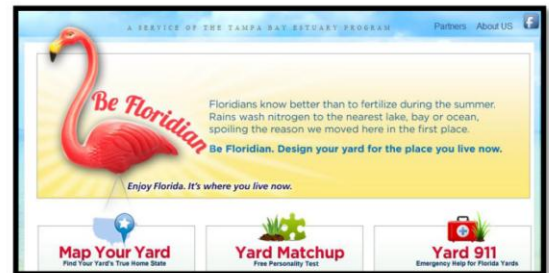 A SERVICE OF THE TAMPA BAY ESTUARY PROGRAM
Partners About US
Be Floridian
Floridians know better than to fertilize during the summer.
Rains wash nitrogen to the nearest lake, bay or ocean,
spoiling the reason we moved here in the first place.
Be Floridian. Design your yard for the place you live now.
Enjoy Florida. It's where you live now.
Map Your Yard
Find Your Yard's True Home State
Yard Matchup
Free Personality Test
Yard 911
Emergency Help for Florida Yards